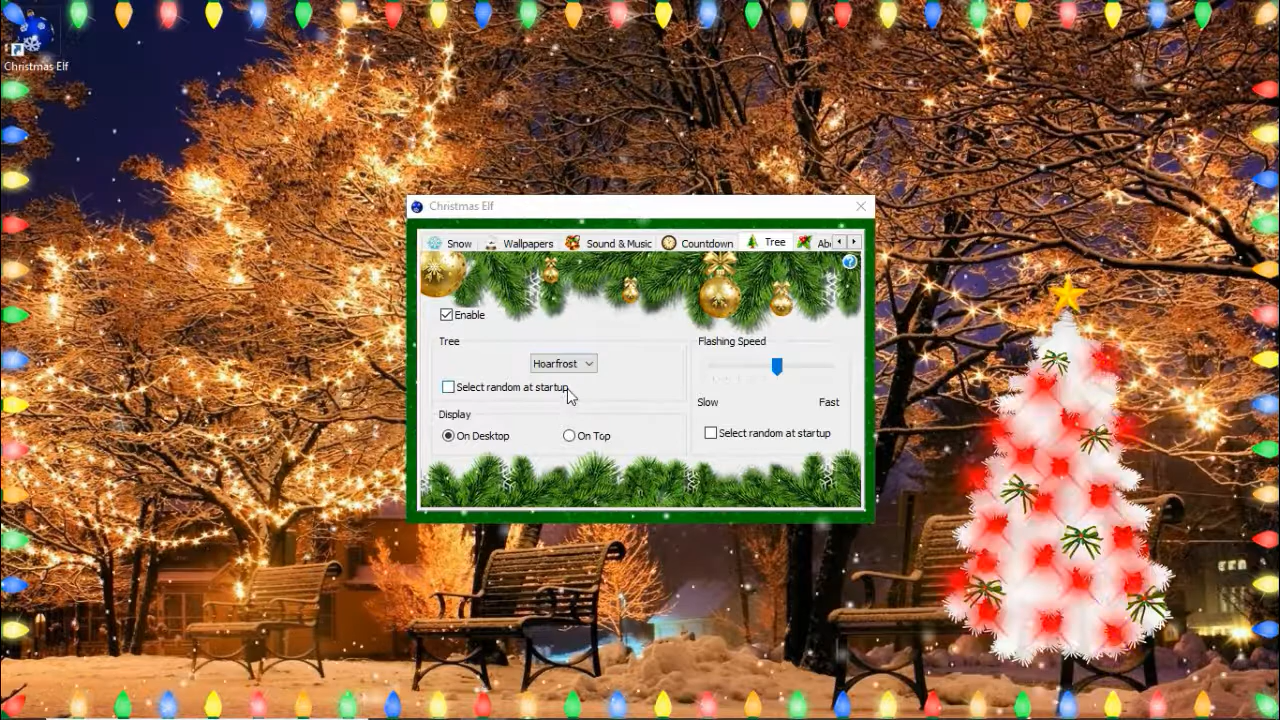 Christmas Elf
Christmas Elf
Snow Wallpapers Sound & Music Countdown Tree Ab
Enable
Tree
Hoarfrost
Select random at startup
Display
On Desktop On Top
Flashing Speed
Slow Fast
Select random at startup